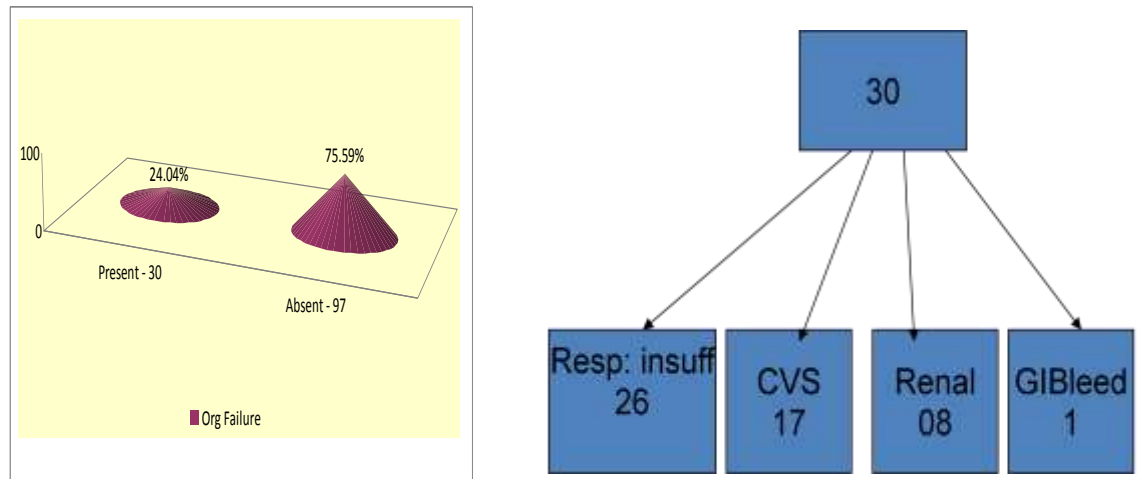 100
75.59%
24.04%
0
Present - 30
Absent - 97
Org Failure
30
Resp: insuff
26
CVS
17
Renal
08
GIBleed
1